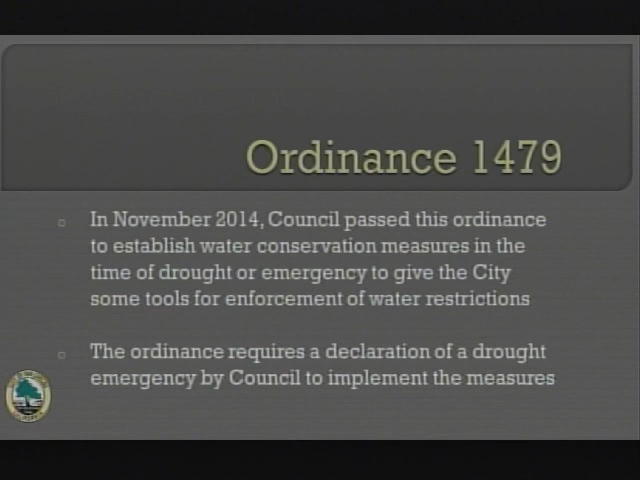 Ordinance 1479
In November 2014, Council passed this ordinance
to establish water conservation measures in the
time of drought or emergency to give the City
some tools for enforcement of water restrictions
The ordinance requires a declaration of a drought
emergency by Council to implement the measures